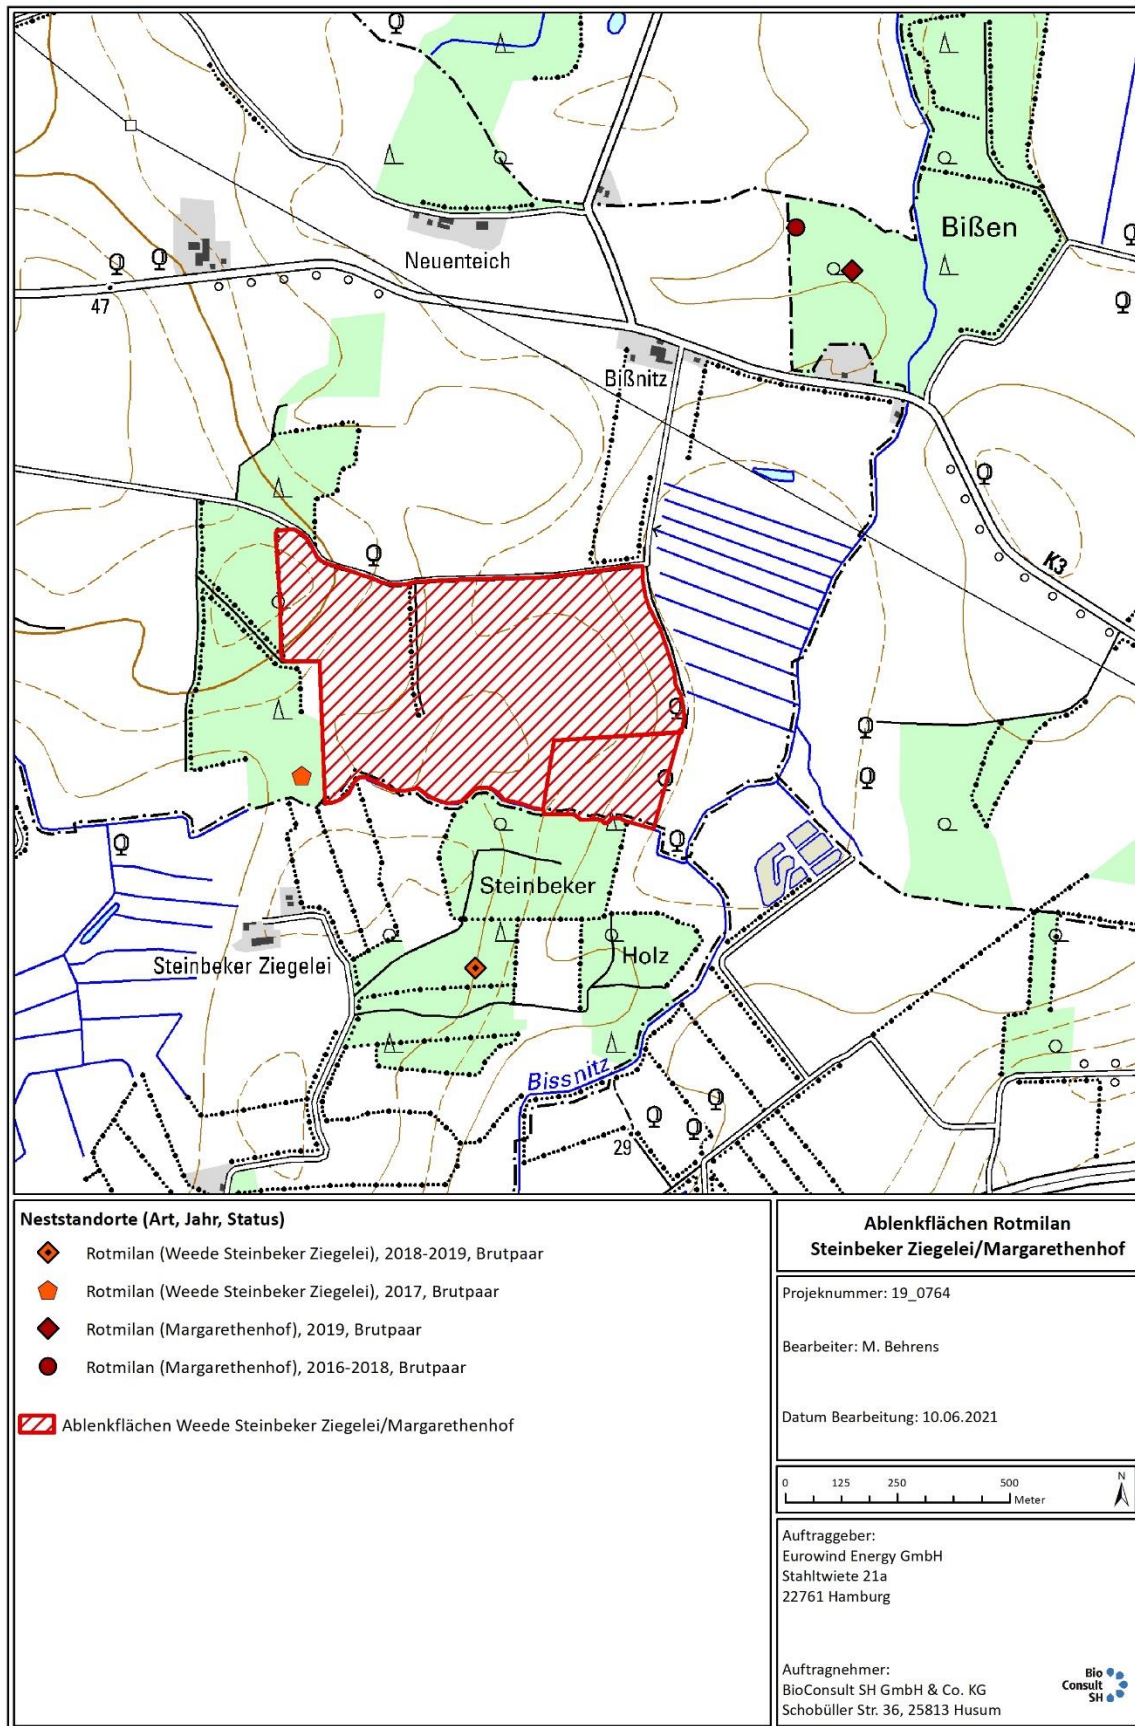 Bißen
Neuenteich
47
Bißnitz
K3
Steinbeker
Holz
Steinbeker Ziegelei
Bissnitz
29
Neststandorte (Art, Jahr, Status)
Rotmilan (Weede Steinbeker Ziegelei), 2018-2019, Brutpaar
Rotmilan (Weede Steinbeker Ziegelei), 2017, Brutpaar
Rotmilan (Margarethenhof), 2019, Brutpaar
Rotmilan (Margarethenhof), 2016-2018, Brutpaar
Ablenkflächen Weede Steinbeker Ziegelei/Margarethenhof
Ablenkflächen Rotmilan
Steinbeker Ziegelei/Margarethenhof
Projeknummer: 19_0764
Bearbeiter: M. Behrens
Datum Bearbeitung: 10.06.2021
0 125 250 500
Meter
N
Auftraggeber:
Eurowind Energy GmbH
Stahltwiete 21a
22761 Hamburg
Auftragnehmer:
BioConsult SH GmbH & Co. KG
Schobüller Str. 36, 25813 Husum
Bio
Consult
SH